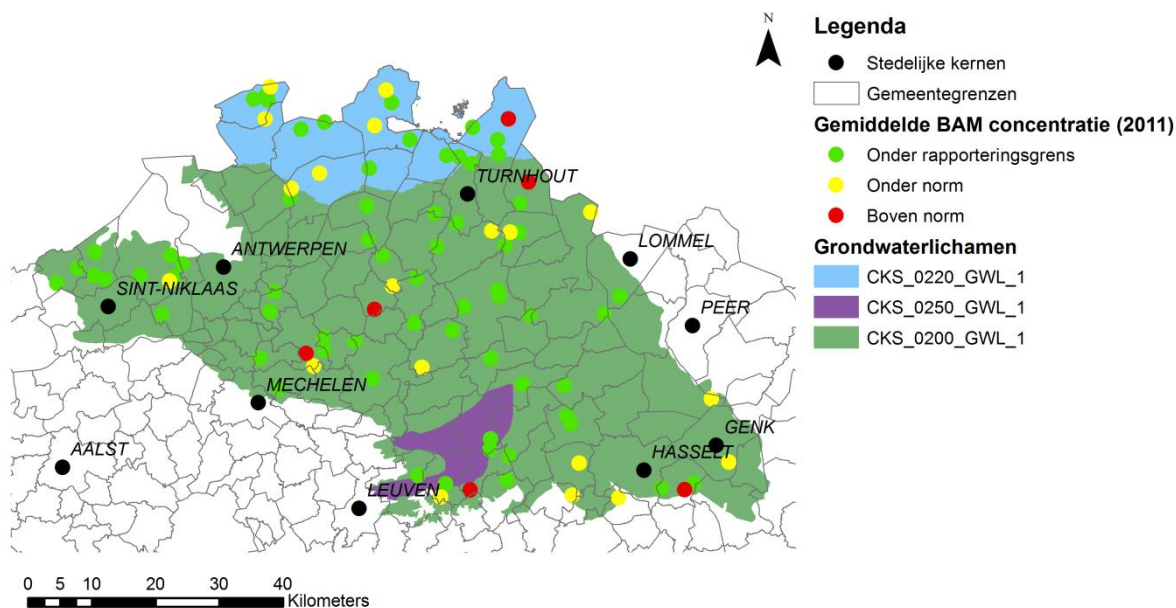 N
TURNHOUT
ANTWERPEN
LOMMEL
SINT-NIKLAAS
PEER
MECHELEN
GENK
AALST
HASSELT
LEUVEN
0 5 10 20 30 40
Kilometers
Legenda
Stedelijke kernen
Gemeentegrenzen
Gemiddelde BAM concentratie (2011)
Onder rapporteringsgrens
Onder norm
Boven norm
Grondwaterlichamen
CKS_0220_GWL_1
CKS_0250_GWL_1
CKS_0200_GWL_1